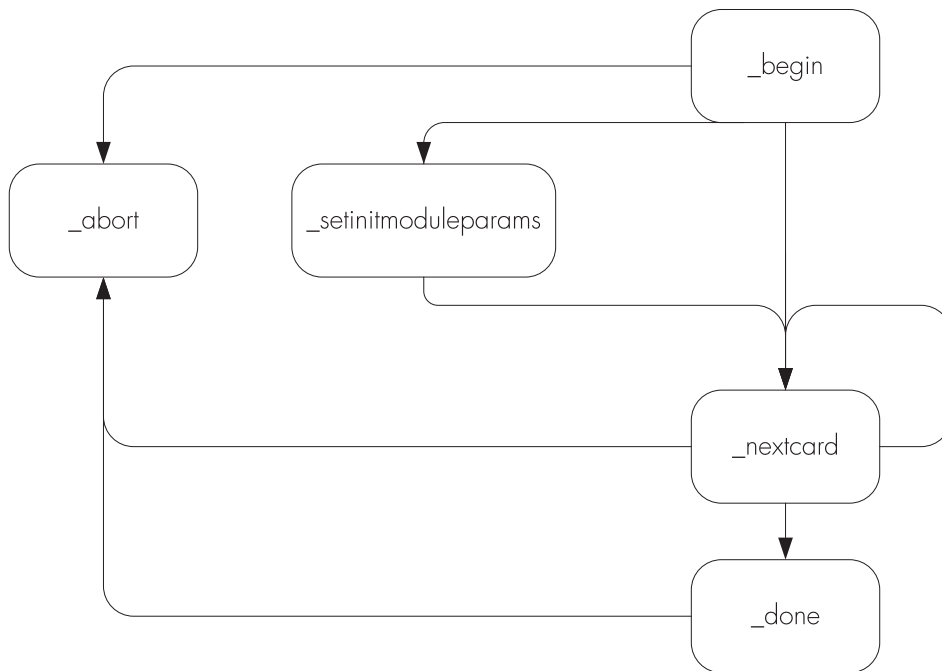 _begin
_abort
_setinitmoduleparams
_nextcard
_done